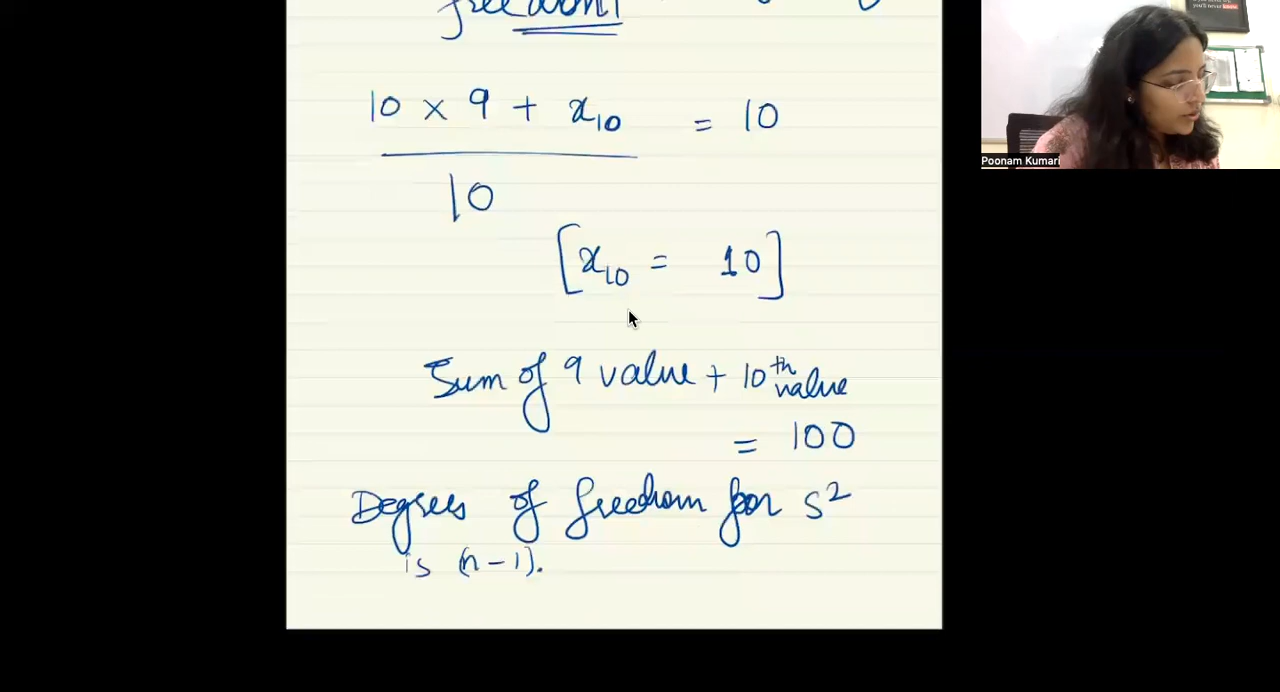 freedom
10 × 9 + x₁₀ = 10
10
[x₁₀ = 10]
Sum of 9 value + 10th value
= 100
Degrees of freedom for s²
is (n-1).
Poonam Kumari